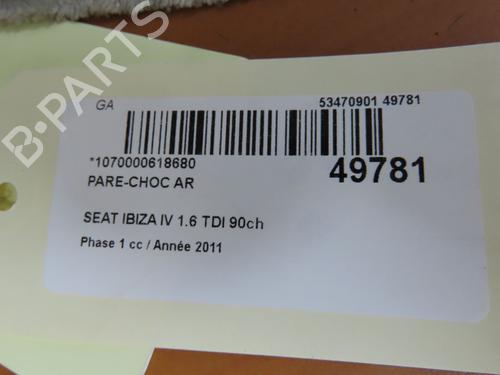 B-PARTS
GA
53470901 49781
*1070000618680
49781
PARE-CHOC AR
SEAT IBIZA IV 1.6 TDI 90ch
Phase 1 cc / Année 2011